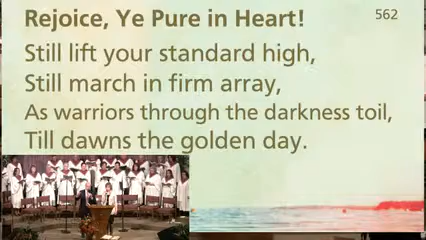 Rejoice, Ye Pure in Heart! 562
Still lift your standard high,
Still march in firm array,
As warriors through the darkness toil,
Till dawns the golden day.